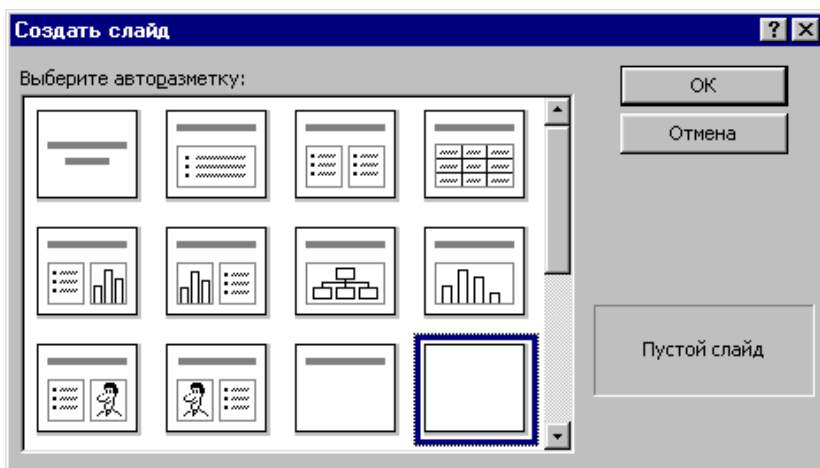 Создать слайд
Выберите авторазметку:
ОК
Отмена
Пустой слайд